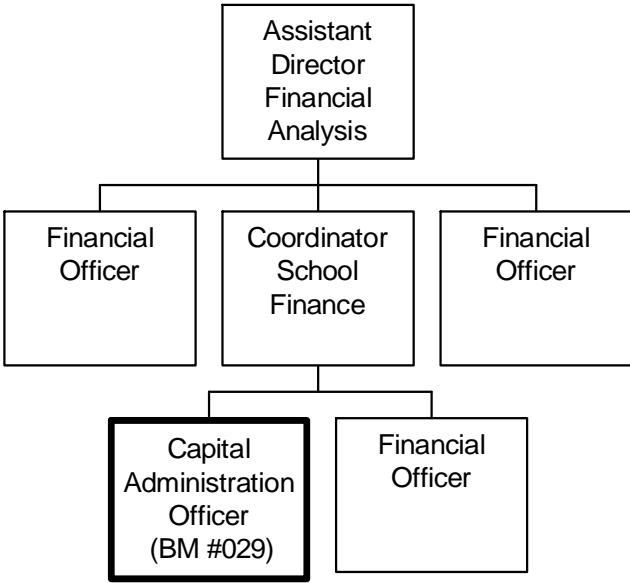 Assistant
Director
Financial
Analysis
Financial
Officer
Coordinator
School
Finance
Financial
Officer
Capital
Administration
Officer
(BM #029)
Financial
Officer